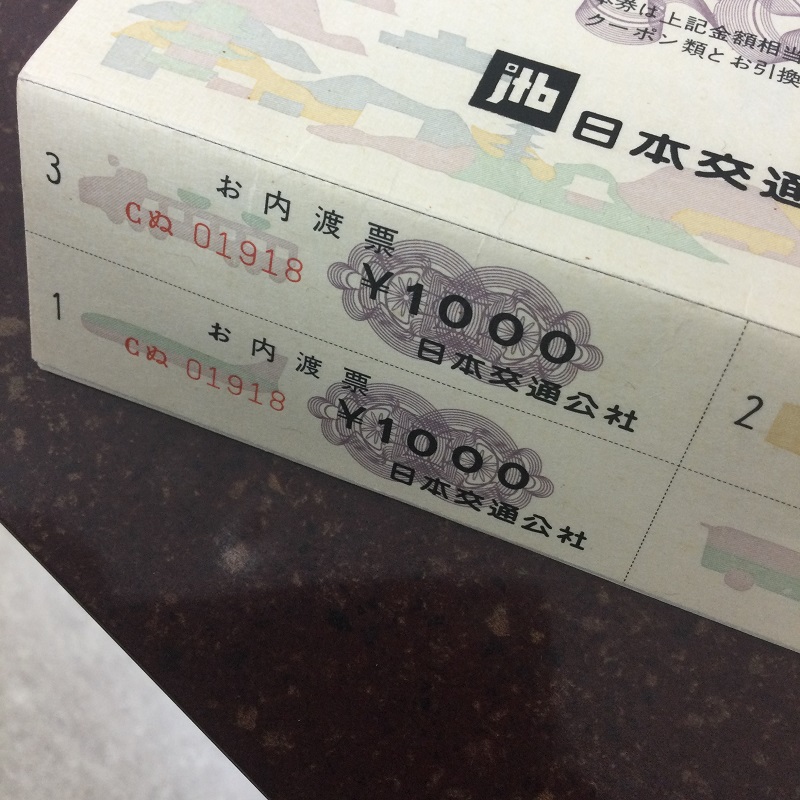 本券は上記金額相当
クーポン類とお引換
jtb 日本交通
3
お内渡票
Cぬ 01918
¥1000
日本交通公社
1
お内渡票
Cぬ 01918
¥1000
日本交通公社
2